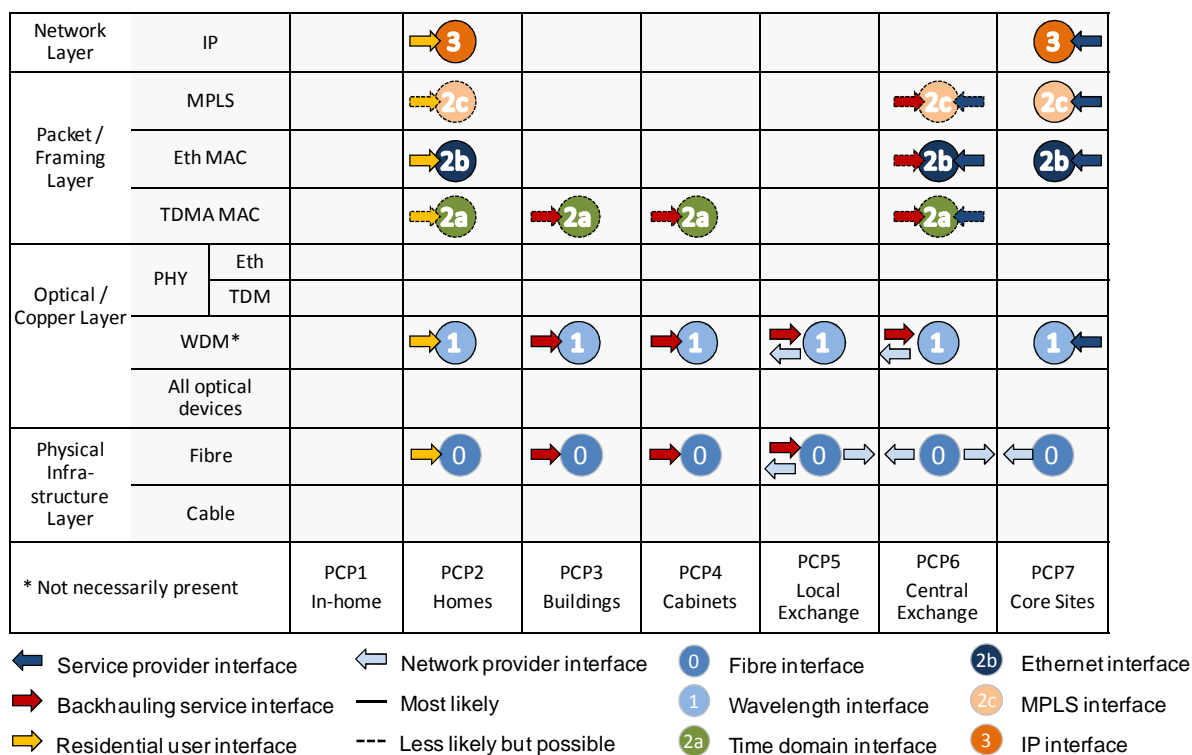 Network
Layer
IP
3
3
MPLS
2c
2c
2c
Packet /
Framing
Layer
Eth MAC
2b
2b
2b
TDMA MAC
2a
2a
2a
2a
Optical /
Copper Layer
PHY
Eth
TDM
WDM*
1
1
1
1
1
1
All optical
devices
Physical
Infra-
structure
Layer
Fibre
0
0
0
0
0
0
Cable
* Not necessarily present
PCP1
In-home
PCP2
Homes
PCP3
Buildings
PCP4
Cabinets
PCP5
Local
Exchange
PCP6
Central
Exchange
PCP7
Core Sites
Service provider interface
Network provider interface
0 Fibre interface
2b Ethernet interface
Backhauling service interface
Most likely
1 Wavelength interface
2c MPLS interface
Residential user interface
Less likely but possible
2a Time domain interface
3 IP interface